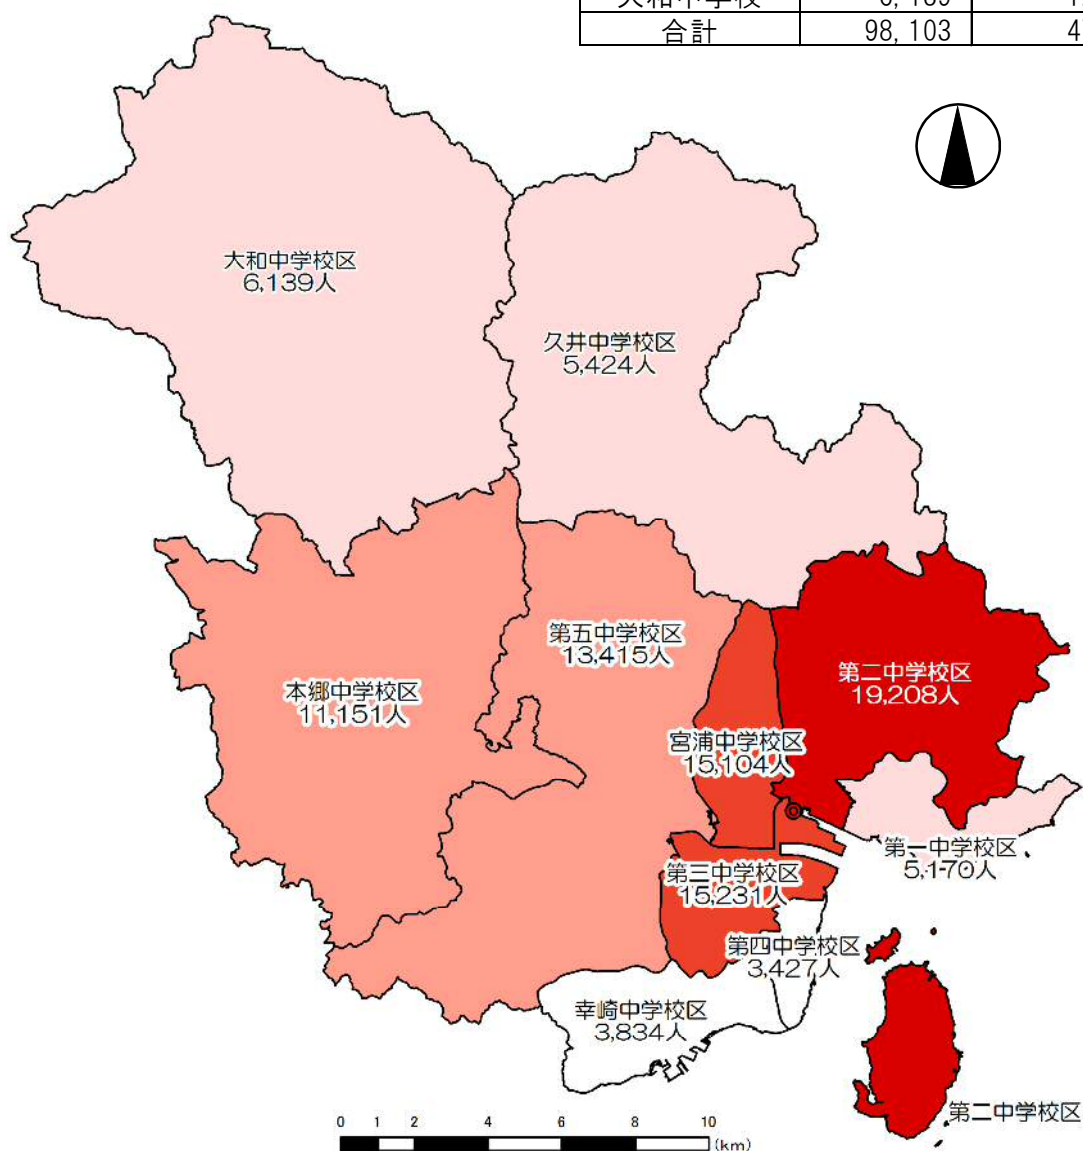 合計 98,103
大和中学校区
6,139人
久井中学校区
5,424人
第五中学校区
13,415人
本郷中学校区
11,151人
第二中学校区
19,208人
宮浦中学校区
15,104人
第一中学校区
5,170人
第三中学校区
15,231人
第四中学校区
3,427人
幸崎中学校区
3,834人
第二中学校区
0 1 2 4 6 8 10
(km)